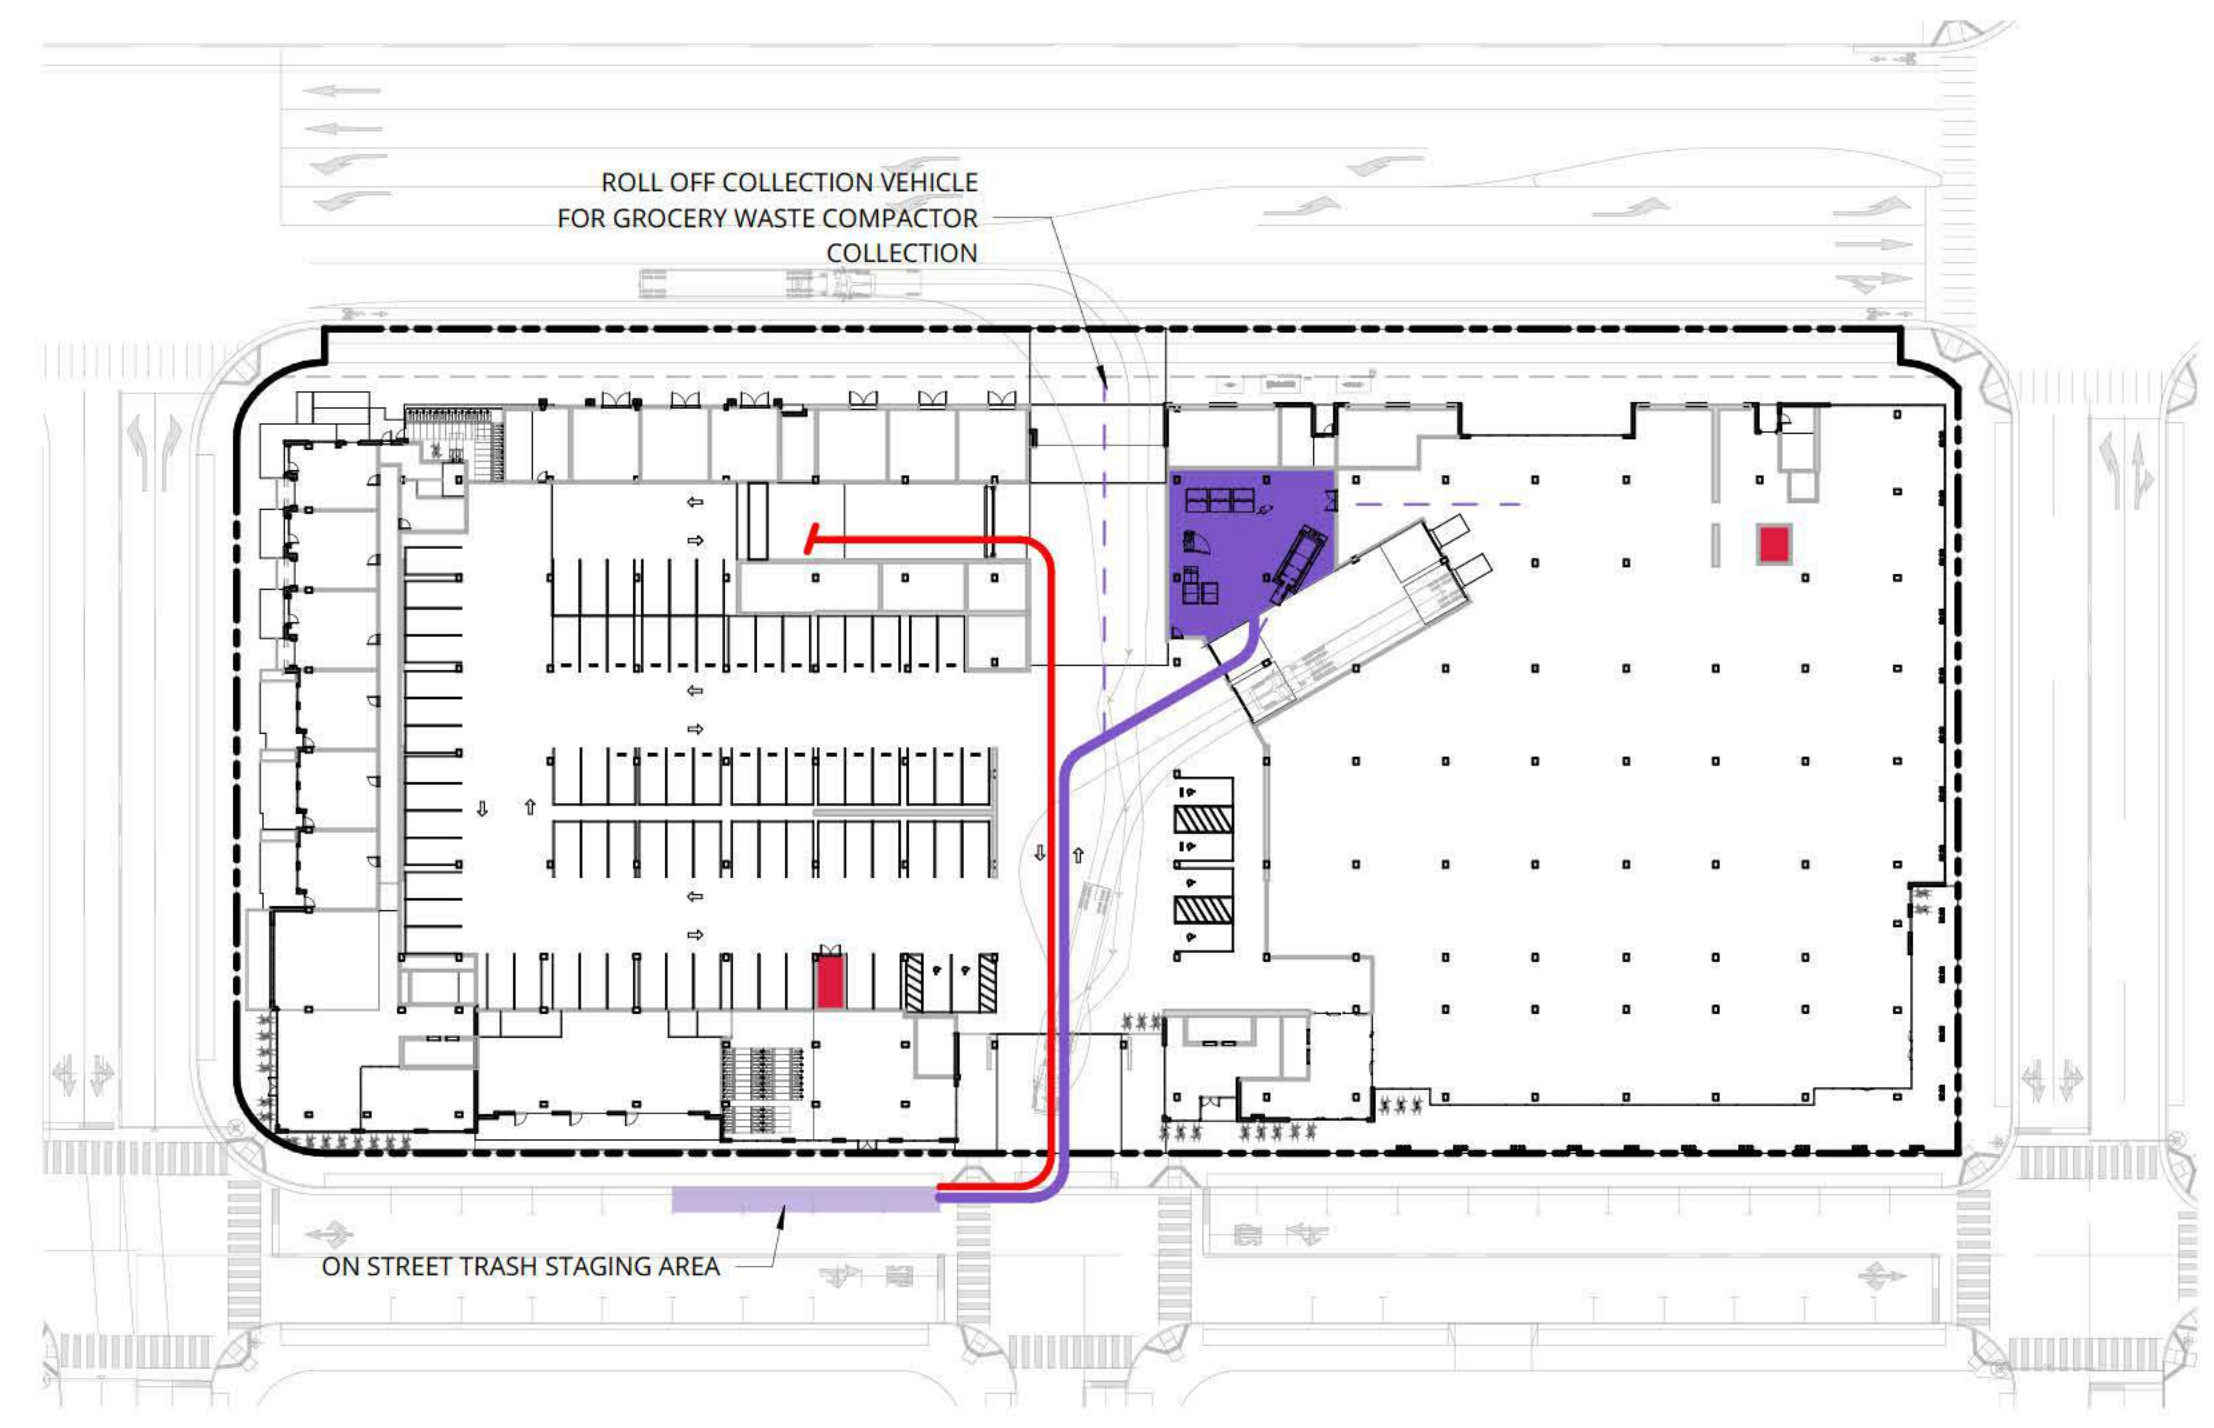 ROLL OFF COLLECTION VEHICLE
FOR GROCERY WASTE COMPACTOR
COLLECTION
ON STREET TRASH STAGING AREA